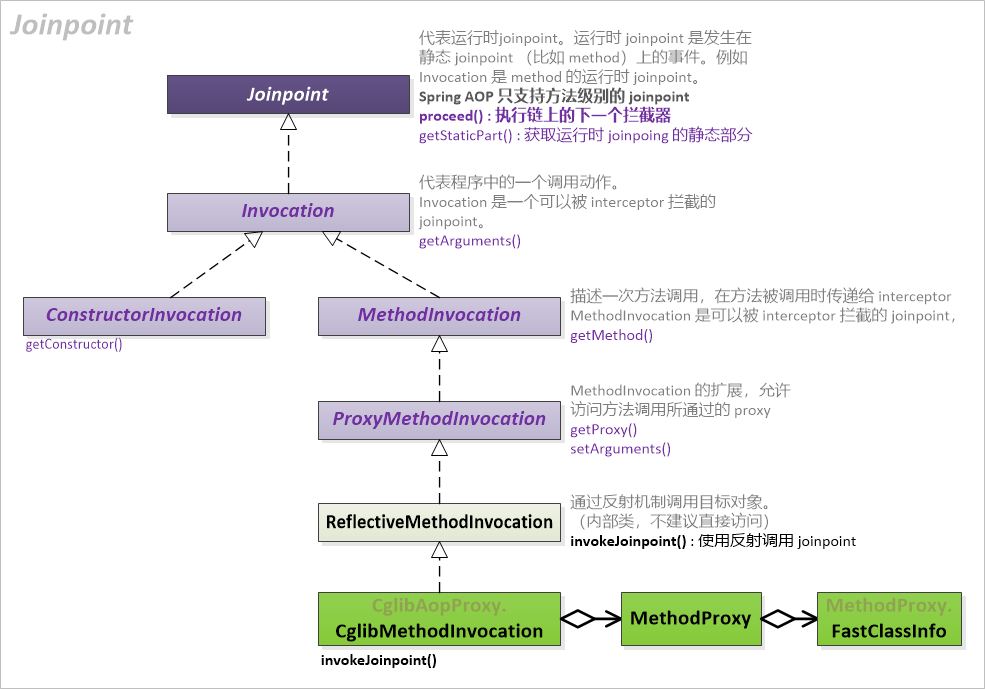 Joinpoint
代表运行时joinpoint。运行时 joinpoint 是发生在
静态 joinpoint （比如 method）上的事件。例如
Invocation 是 method 的运行时 joinpoint。
Spring AOP 只支持方法级别的 joinpoint
proceed() : 执行链上的下一个拦截器
getStaticPart() : 获取运行时 joinpoing 的静态部分
Joinpoint
代表程序中的一个调用动作。
Invocation 是一个可以被 interceptor 拦截的
joinpoint。
getArguments()
Invocation
ConstructorInvocation
getConstructor()
MethodInvocation
描述一次方法调用，在方法被调用时传递给 interceptor
MethodInvocation 是可以被 interceptor 拦截的 joinpoint，
getMethod()
ProxyMethodInvocation
MethodInvocation 的扩展，允许
访问方法调用所通过的 proxy
getProxy()
setArguments()
ReflectiveMethodInvocation
通过反射机制调用目标对象。
（内部类，不建议直接访问）
invokeJoinpoint() : 使用反射调用 joinpoint
CglibAopProxy.
CglibMethodInvocation
invokeJoinpoint()
MethodProxy
MethodProxy.
FastClassInfo